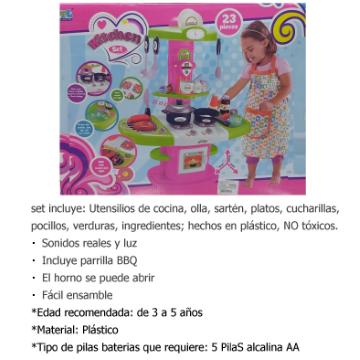 23
piezas
Kitchen
Set
set incluye: Utensilios de cocina, olla, sartén, platos, cucharillas,
pocillos, verduras, ingredientes; hechos en plástico, NO tóxicos.
· Sonidos reales y luz
· Incluye parrilla BBQ
· El horno se puede abrir
· Fácil ensamble
*Edad recomendada: de 3 a 5 años
*Material: Plástico
*Tipo de pilas baterias que requiere: 5 PilaS alcalina AA